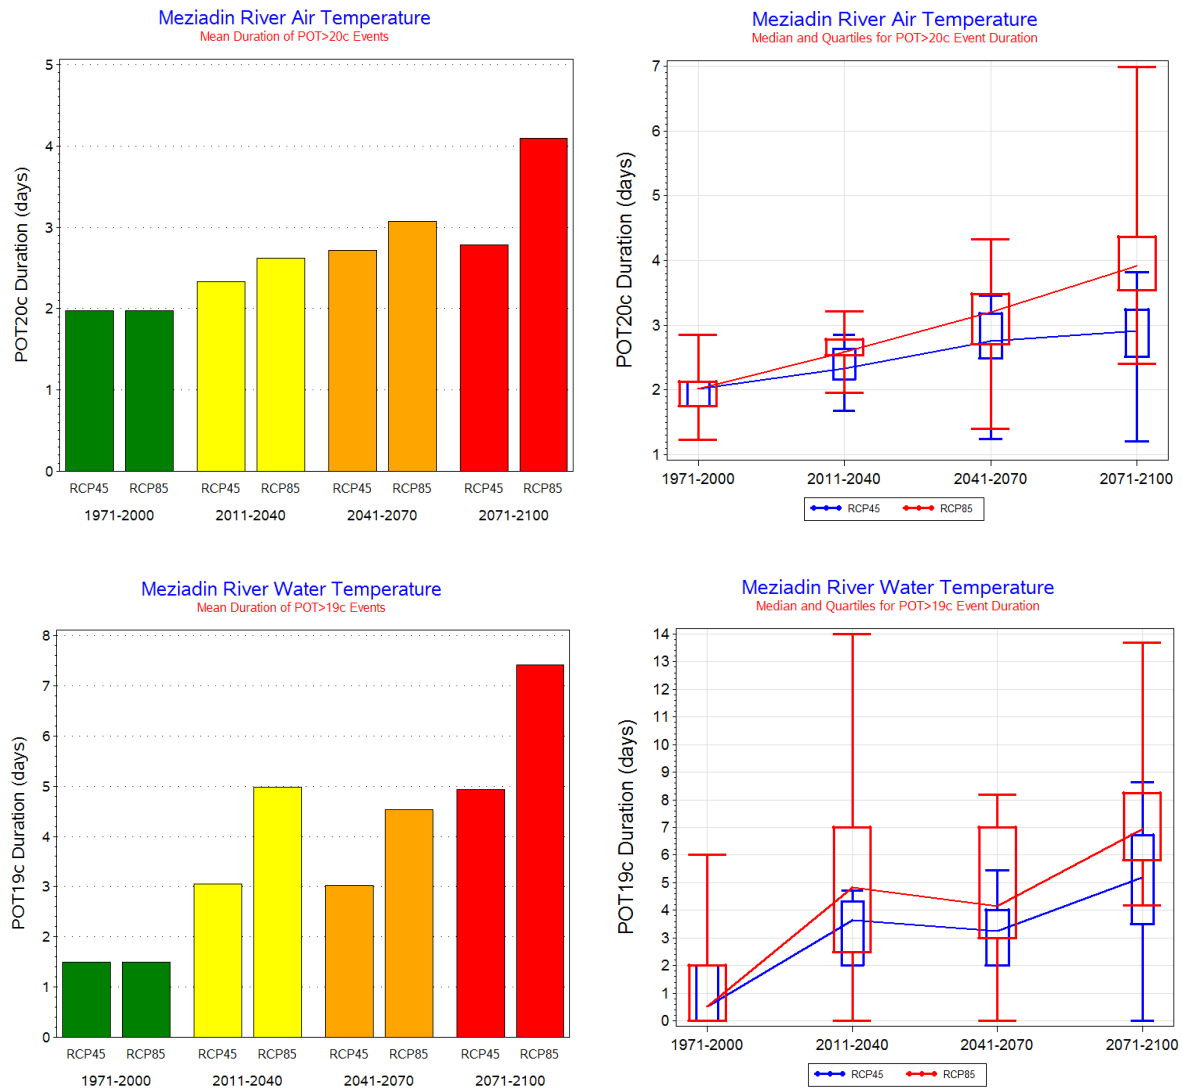 Meziadin River Air Temperature
Mean Duration of POT>20c Events
POT20c Duration (days)
5
4
3
2
1
0
RCP45 RCP85 RCP45 RCP85 RCP45 RCP85 RCP45 RCP85
1971-2000 2011-2040 2041-2070 2071-2100
Meziadin River Air Temperature
Median and Quartiles for POT>20c Event Duration
POT20c Duration (days)
7
6
5
4
3
2
1
1971-2000 2011-2040 2041-2070 2071-2100
RCP45 RCP85
Meziadin River Water Temperature
Mean Duration of POT>19c Events
POT19c Duration (days)
8
7
6
5
4
3
2
1
0
RCP45 RCP85 RCP45 RCP85 RCP45 RCP85 RCP45 RCP85
1971-2000 2011-2040 2041-2070 2071-2100
Meziadin River Water Temperature
Median and Quartiles for POT>19c Event Duration
POT19c Duration (days)
14
13
12
11
10
9
8
7
6
5
4
3
2
1
0
1971-2000 2011-2040 2041-2070 2071-2100
RCP45 RCP85